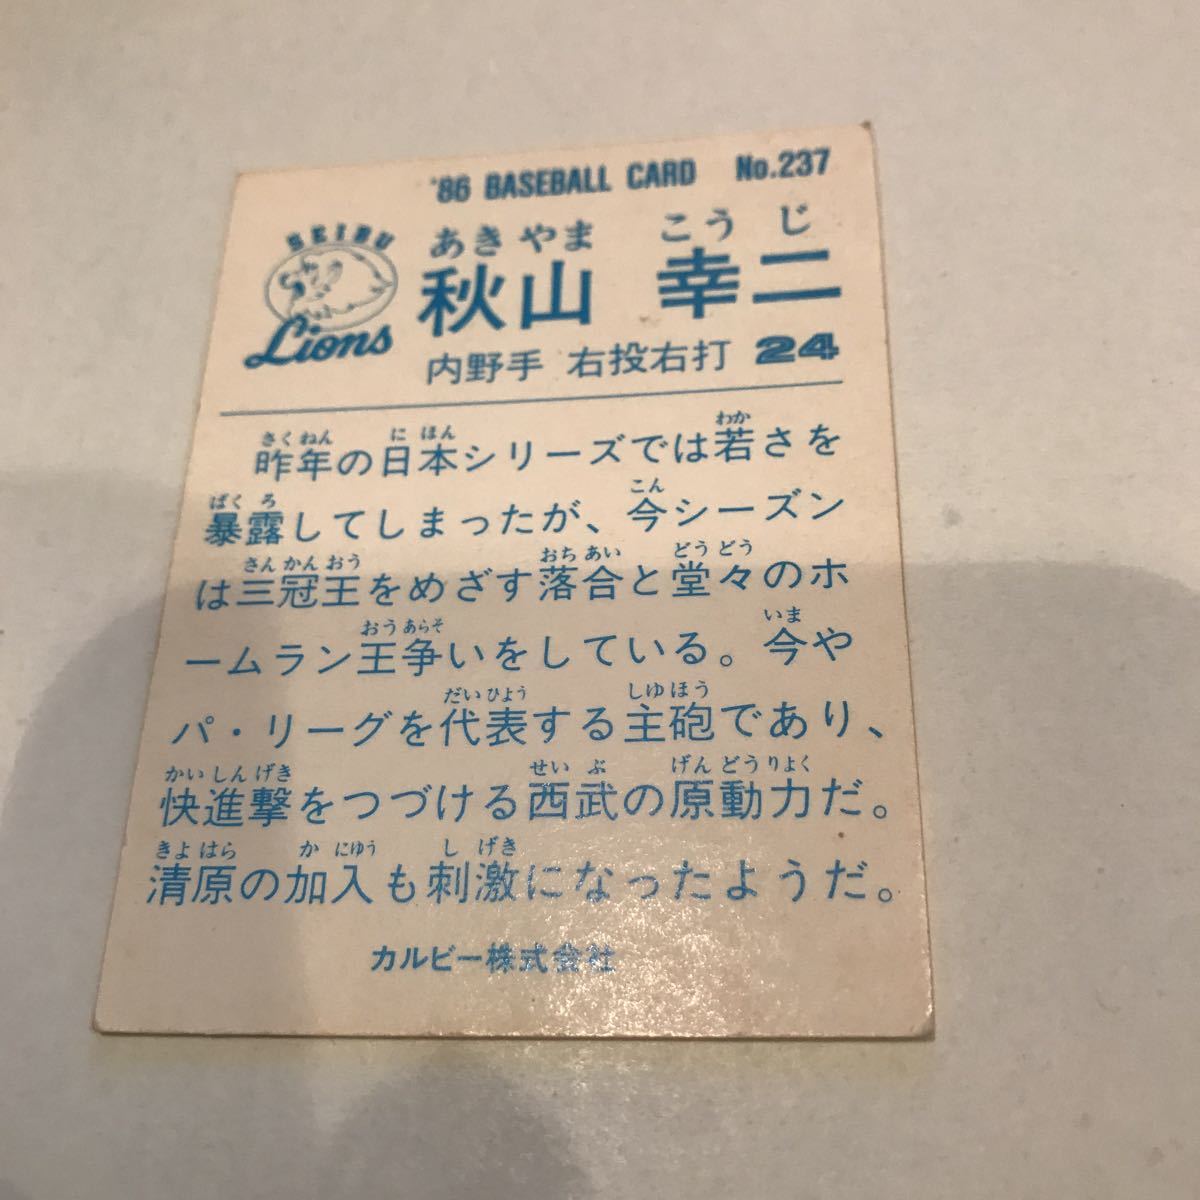 '86 BASEBALL CARD No.237
SEIBU
Lions
あきやま こうじ
秋山 幸二
内野手 右投右打 24
さくねん に ほん わか
昨年の日本シリーズでは若さを
ばく ろ こん
暴露してしまったが、今シーズン
さんかんおう おちあい どうどう
は三冠王をめざす落合と堂々のホ
おうあらそ いま
ームラン王争いをしている。今や
だいひょう しゆほう
パ・リーグを代表する主砲であり、
かいしんげき せい ぶ げんどうりよく
快進撃をつづける西武の原動力だ。
きよはら か にゆう し げき
清原の加入も刺激になったようだ。
カルビー株式会社